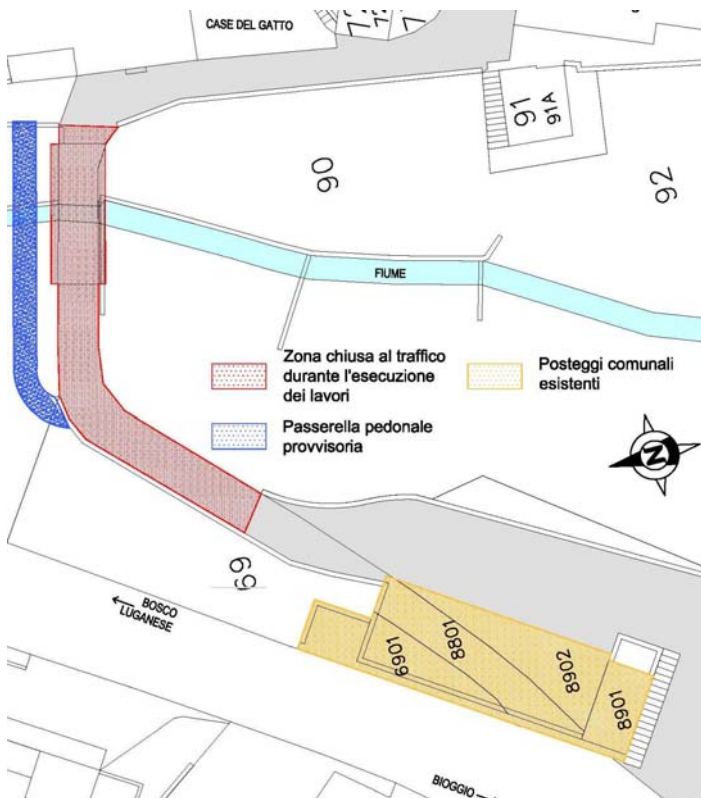 CASE DEL GATTO
91
91A
90
92
FIUME
Zona chiusa al traffico
durante l'esecuzione
dei lavori
Posteggi comunali
esistenti
Passerella pedonale
provvisoria
N
69
BOSCO
LUGANESE
6901
8801
8902
8901
BIOGGIO